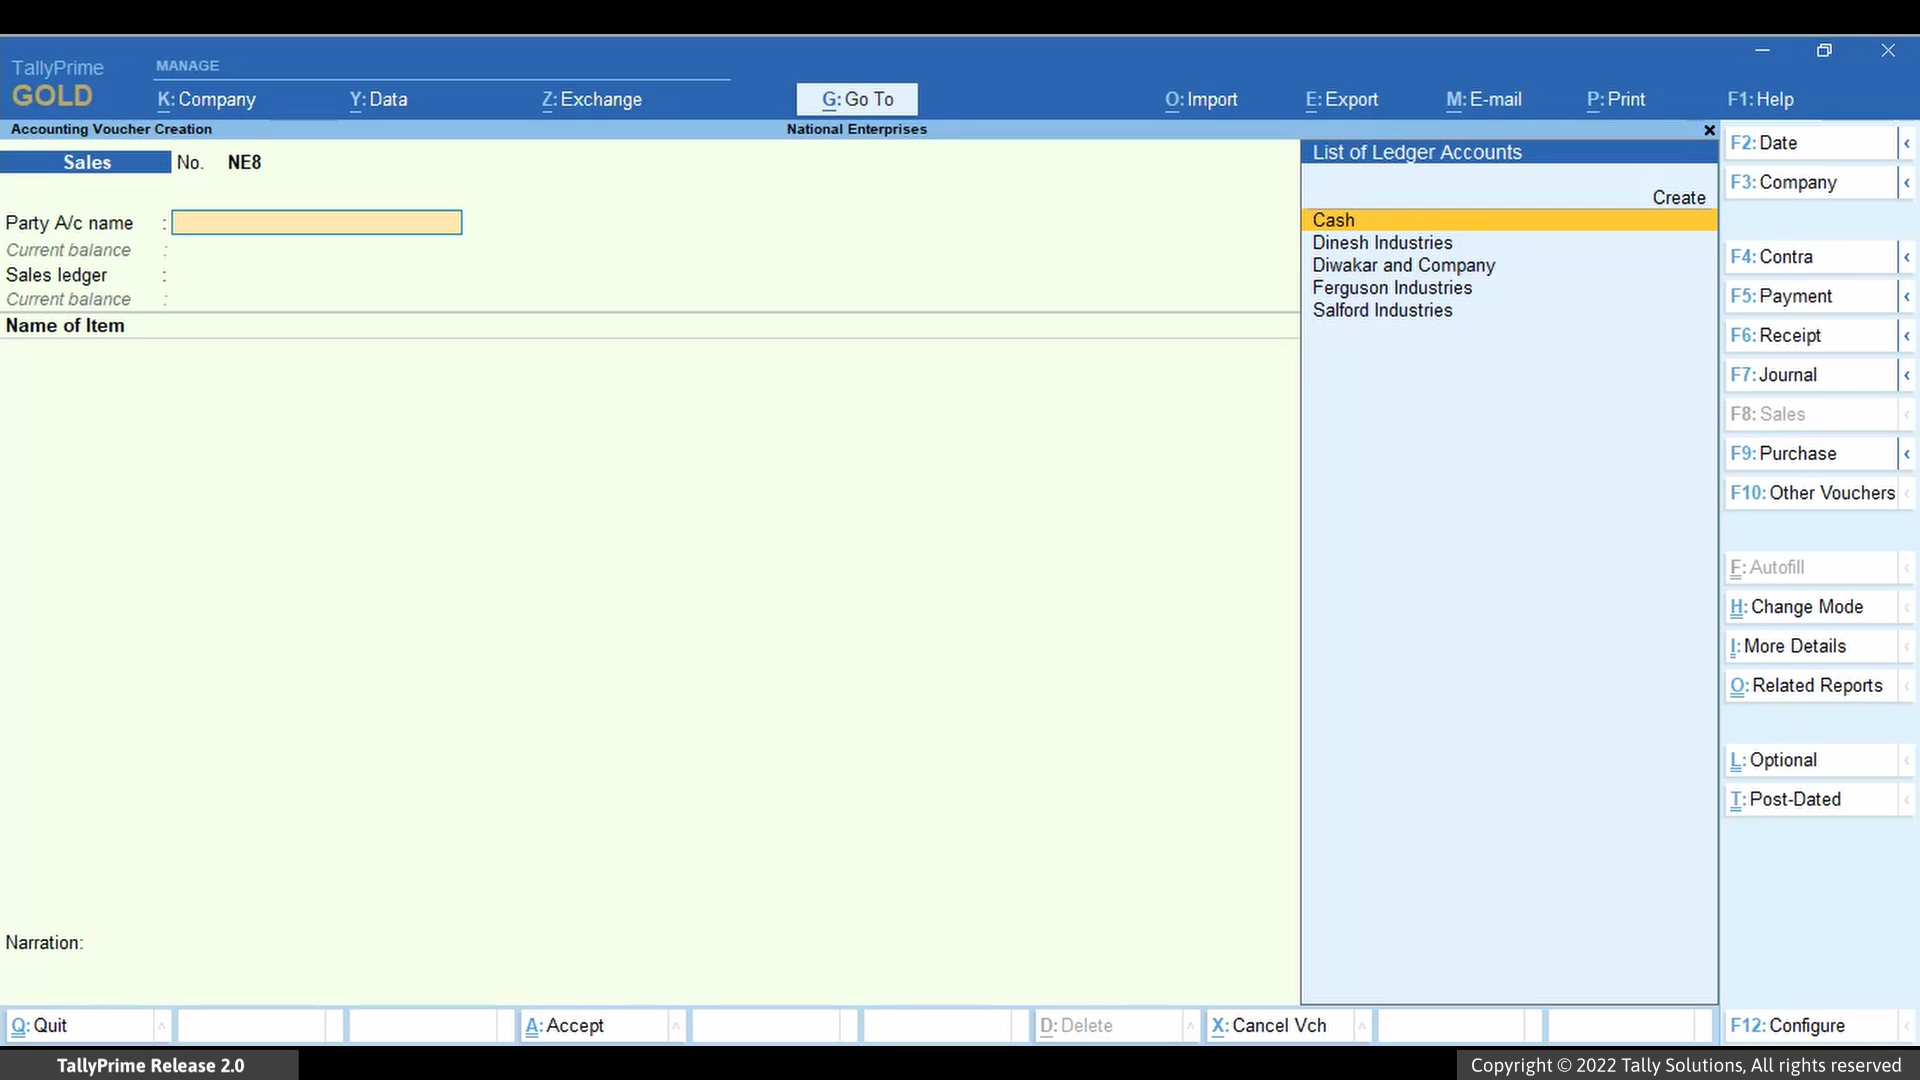 TallyPrime
GOLD
MANAGE
K: Company
Y: Data
Z: Exchange
G: Go To
O: Import
E: Export
M: E-mail
P: Print
F1: Help
Accounting Voucher Creation
National Enterprises
Sales No. NE8
Party A/c name :
Current balance :
Sales ledger :
Current balance :
Name of Item
Narration:
List of Ledger Accounts
Create
Cash
Dinesh Industries
Diwakar and Company
Ferguson Industries
Salford Industries
F2: Date
F3: Company
F4: Contra
F5: Payment
F6: Receipt
F7: Journal
F8: Sales
F9: Purchase
F10: Other Vouchers
F: Autofill
H: Change Mode
I: More Details
O: Related Reports
L: Optional
T: Post-Dated
Q: Quit
A: Accept
D: Delete
X: Cancel Vch
F12: Configure
TallyPrime Release 2.0
Copyright © 2022 Tally Solutions, All rights reserved